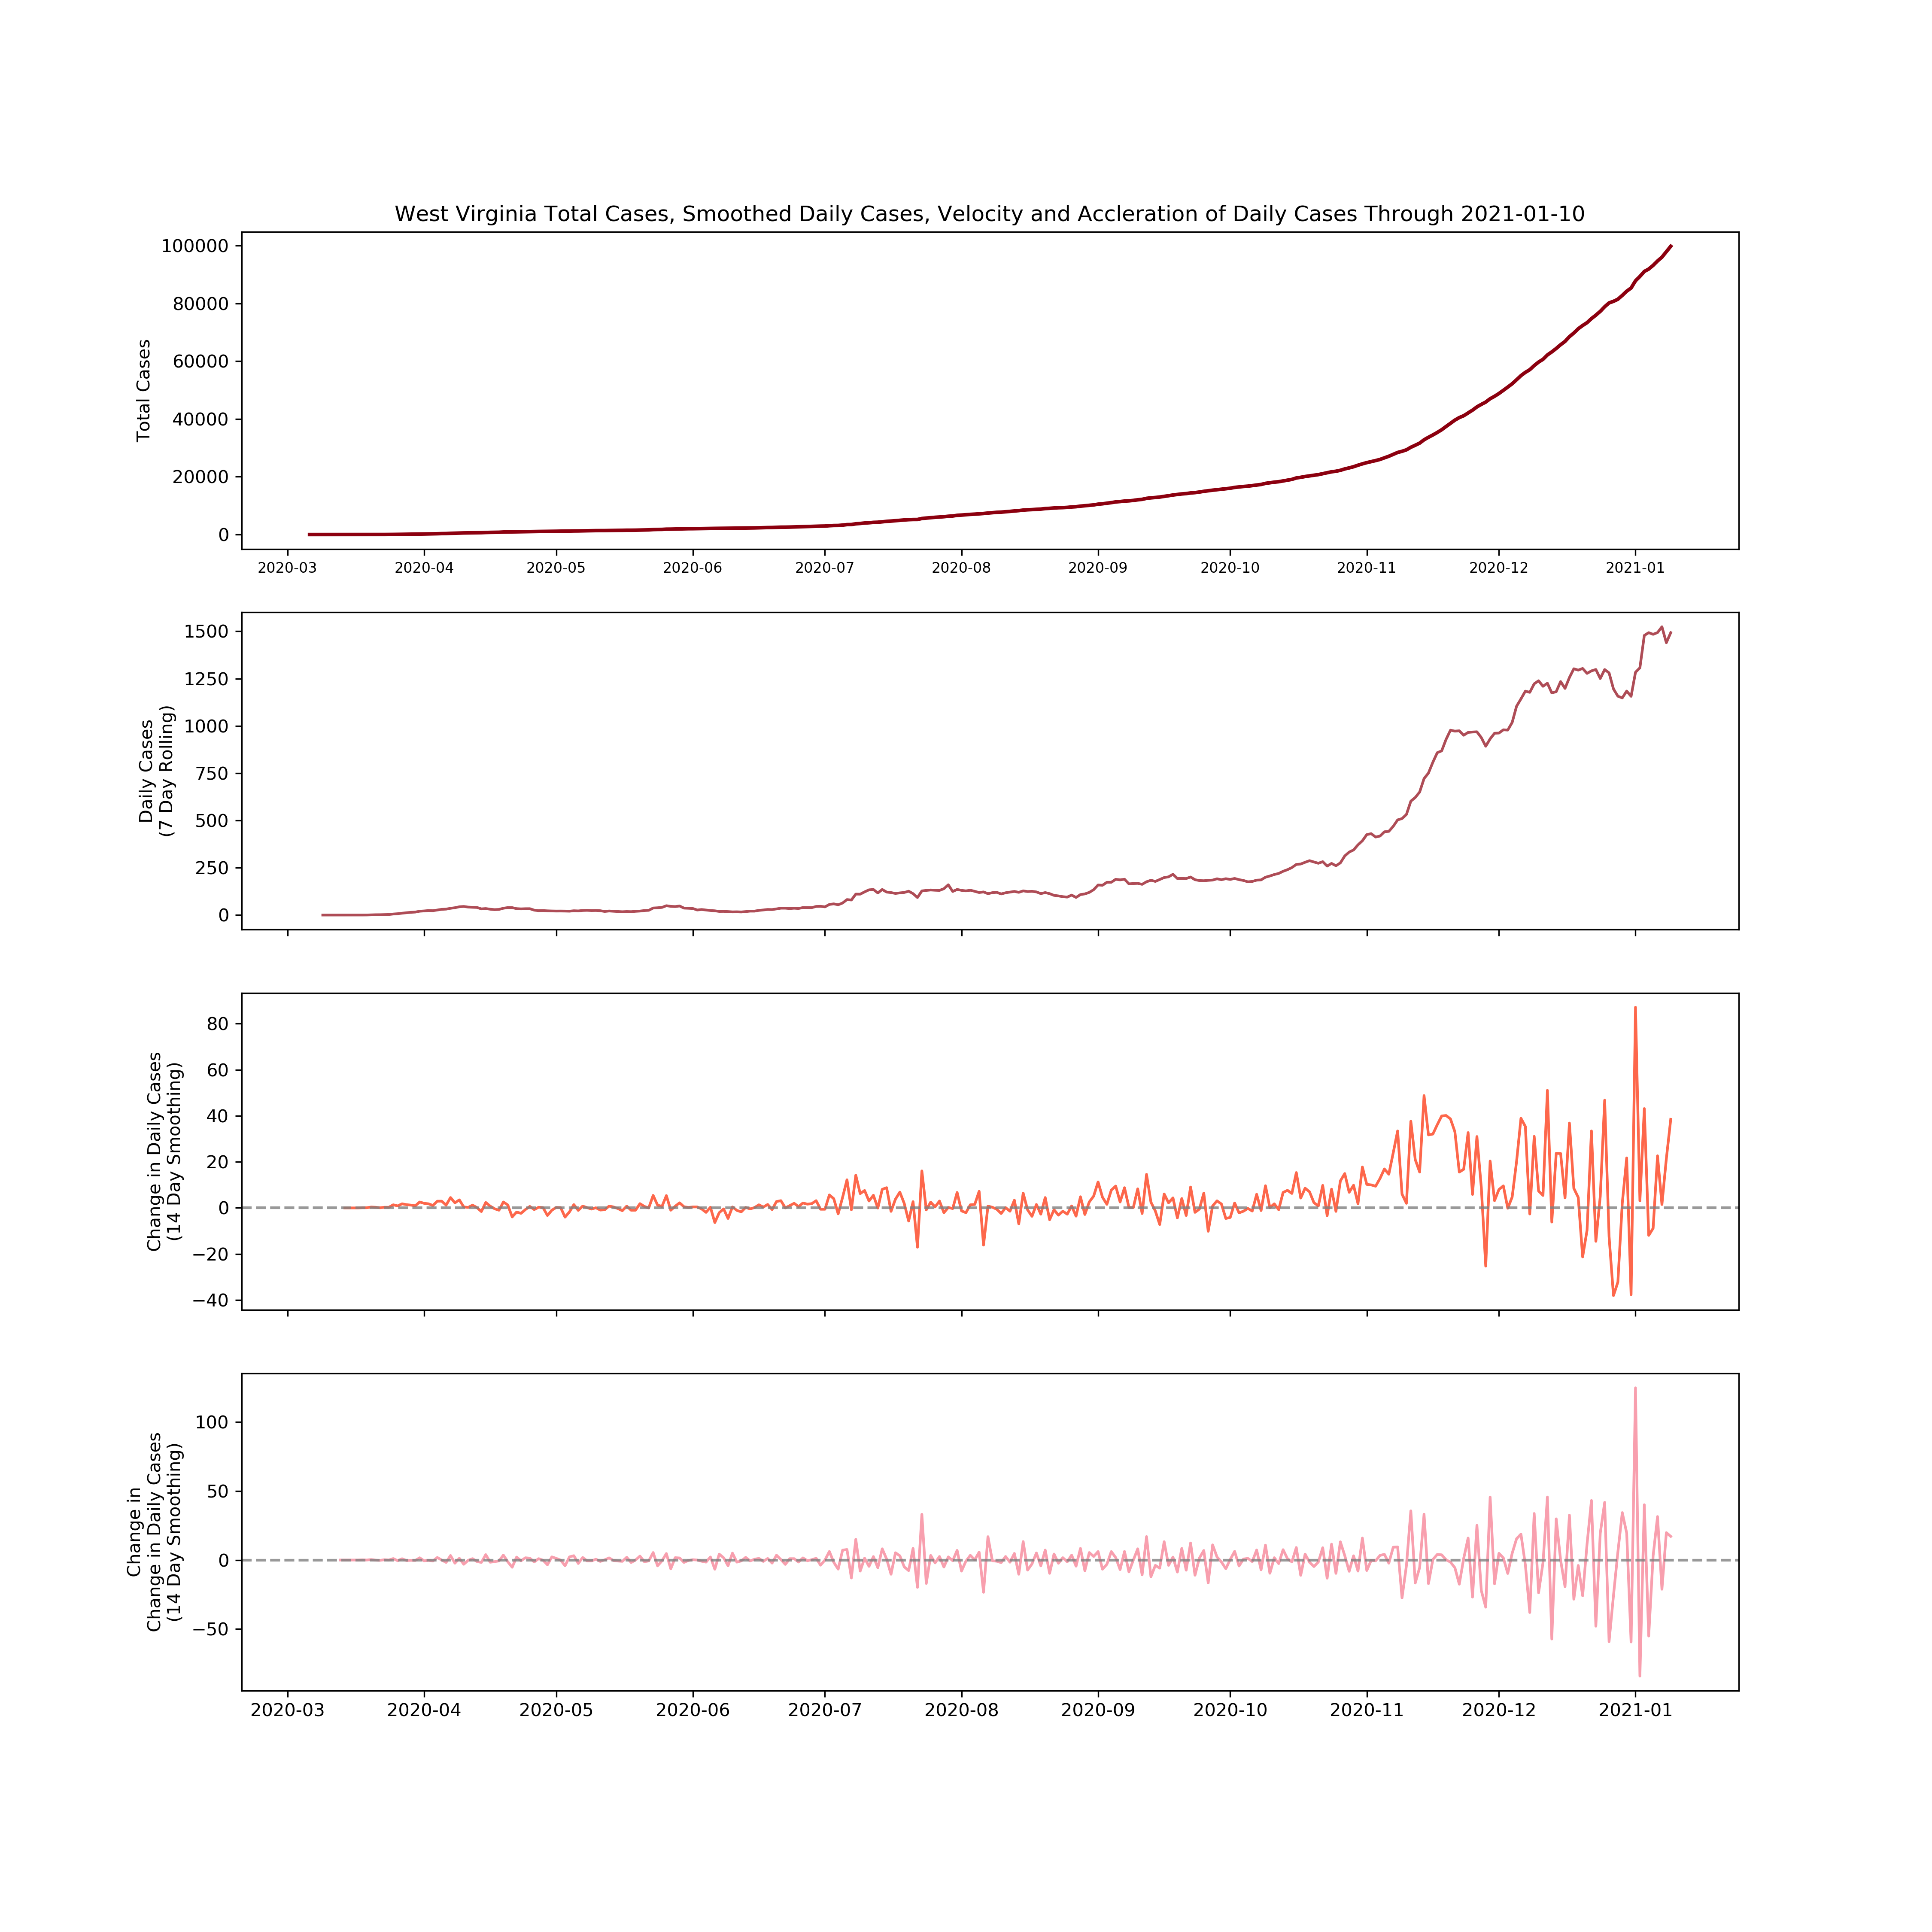 West Virginia Total Cases, Smoothed Daily Cases, Velocity and Accleration of Daily Cases Through 2021-01-10
100000
80000
60000
40000
20000
0
Total Cases
2020-03 2020-04 2020-05 2020-06 2020-07 2020-08 2020-09 2020-10 2020-11 2020-12 2021-01
1500
1250
1000
750
500
250
0
Daily Cases
(7 Day Rolling)
80
60
40
20
0
−20
−40
Change in Daily Cases
(14 Day Smoothing)
100
50
0
−50
Change in
Change in Daily Cases
(14 Day Smoothing)
2020-03 2020-04 2020-05 2020-06 2020-07 2020-08 2020-09 2020-10 2020-11 2020-12 2021-01